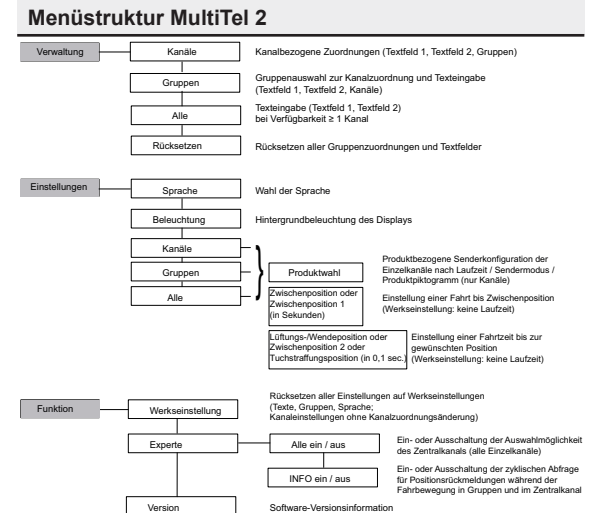 Menüstruktur MultiTel 2
Verwaltung
Kanäle
Kanalbezogene Zuordnungen (Textfeld 1, Textfeld 2, Gruppen)
Gruppen
Gruppenauswahl zur Kanalzuordnung und Texteingabe
(Textfeld 1, Textfeld 2, Kanäle)
Alle
Texteingabe (Textfeld 1, Textfeld 2)
bei Verfügbarkeit ≥ 1 Kanal
Rücksetzen
Rücksetzen aller Gruppenzuordnungen und Textfelder
Einstellungen
Sprache
Wahl der Sprache
Beleuchtung
Hintergrundbeleuchtung des Displays
Kanäle
Gruppen
Alle
Produktwahl
Produktbezogene Senderkonfiguration der
Einzelkanäle nach Laufzeit / Sendermodus /
Produktpiktogramm (nur Kanäle)
Zwischenposition oder
Zwischenposition 1
(in Sekunden)
Einstellung einer Fahrt bis Zwischenposition
(Werkseinstellung: keine Laufzeit)
Lüftungs-/Wendeposition oder
Zwischenposition 2 oder
Tuchstraffungsposition (in 0,1 sec.)
Einstellung einer Fahrtzeit bis zur
gewünschten Position
(Werkseinstellung: keine Laufzeit)
Funktion
Werkseinstellung
Rücksetzen aller Einstellungen auf Werkseinstellungen
(Texte, Gruppen, Sprache;
Kanaleinstellungen ohne Kanalzuordnungsänderung)
Experte
Alle ein / aus
Ein- oder Ausschaltung der Auswahlmöglichkeit
des Zentralkanals (alle Einzelkanäle)
INFO ein / aus
Ein- oder Ausschaltung der zyklischen Abfrage
für Positionsrückmeldungen während der
Fahrbewegung in Gruppen und im Zentralkanal
Version
Software-Versionsinformation